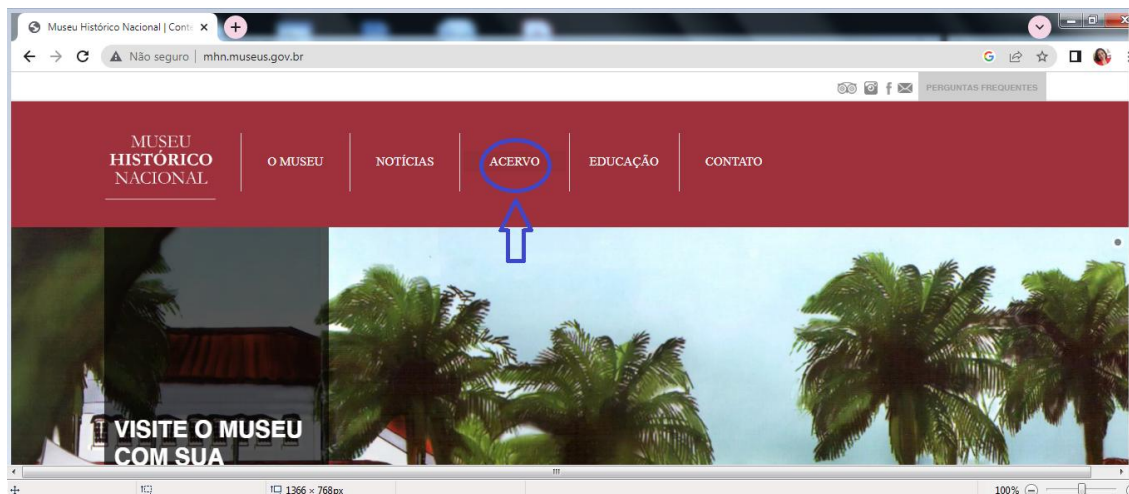 Museu Histórico Nacional | Cont
Não seguro | mhn.museus.gov.br
PERGUNTAS FREQUENTES
MUSEU
HISTÓRICO
NACIONAL
O MUSEU
NOTÍCIAS
ACERVO
EDUCAÇÃO
CONTATO
VISITE O MUSEU
COM SUA
1366 × 768px
100%